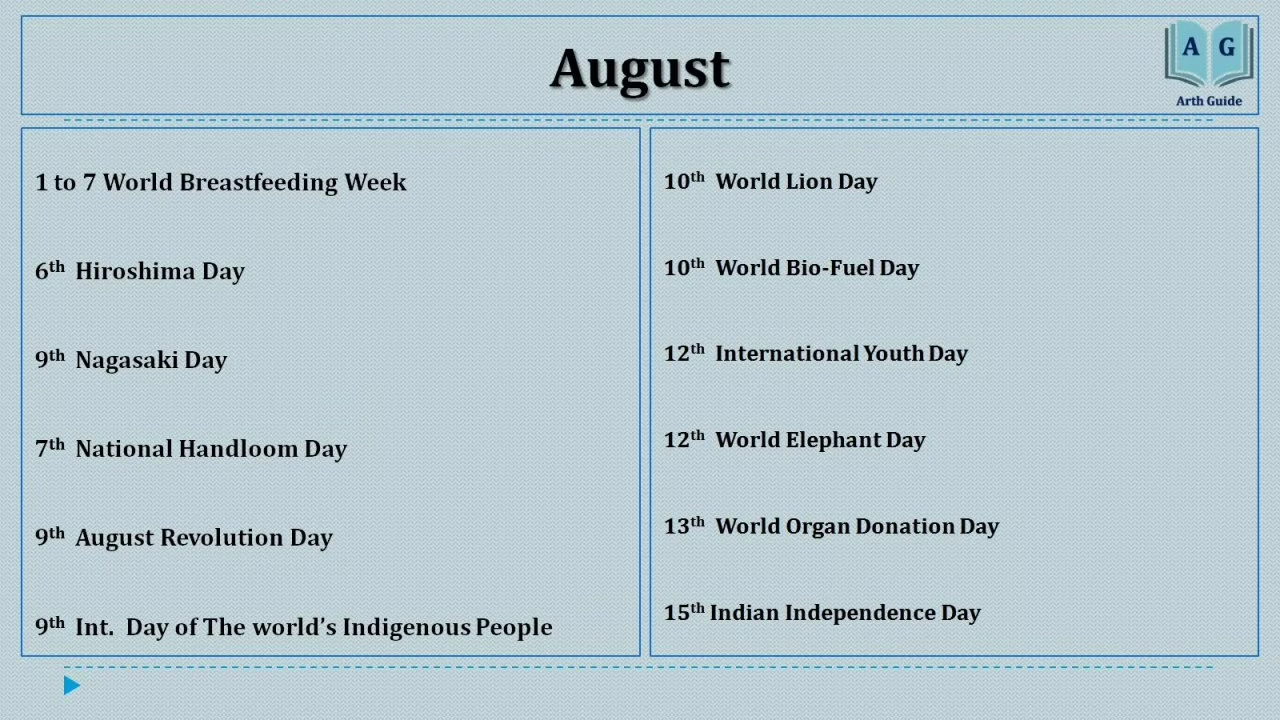 August
A G
Arth Guide
1 to 7 World Breastfeeding Week
6th Hiroshima Day
9th Nagasaki Day
7th National Handloom Day
9th August Revolution Day
9th Int. Day of The world’s Indigenous People
10th World Lion Day
10th World Bio-Fuel Day
12th International Youth Day
12th World Elephant Day
13th World Organ Donation Day
15th Indian Independence Day